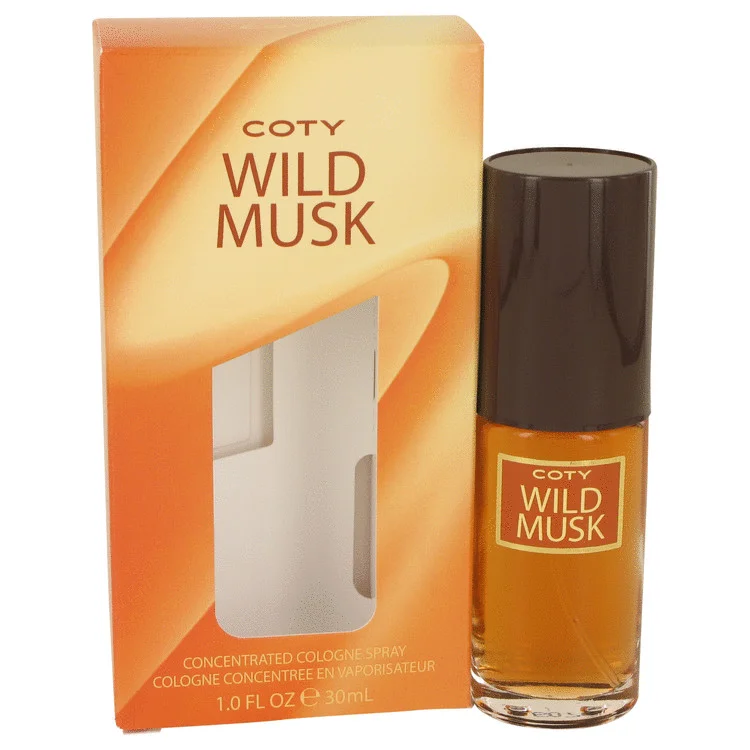 COTY
WILD
MUSK
CONCENTRATED COLOGNE SPRAY
COLOGNE CONCENTREE EN VAPORISATEUR
1.0 FL OZ ℮ 30mL
COTY
WILD
MUSK